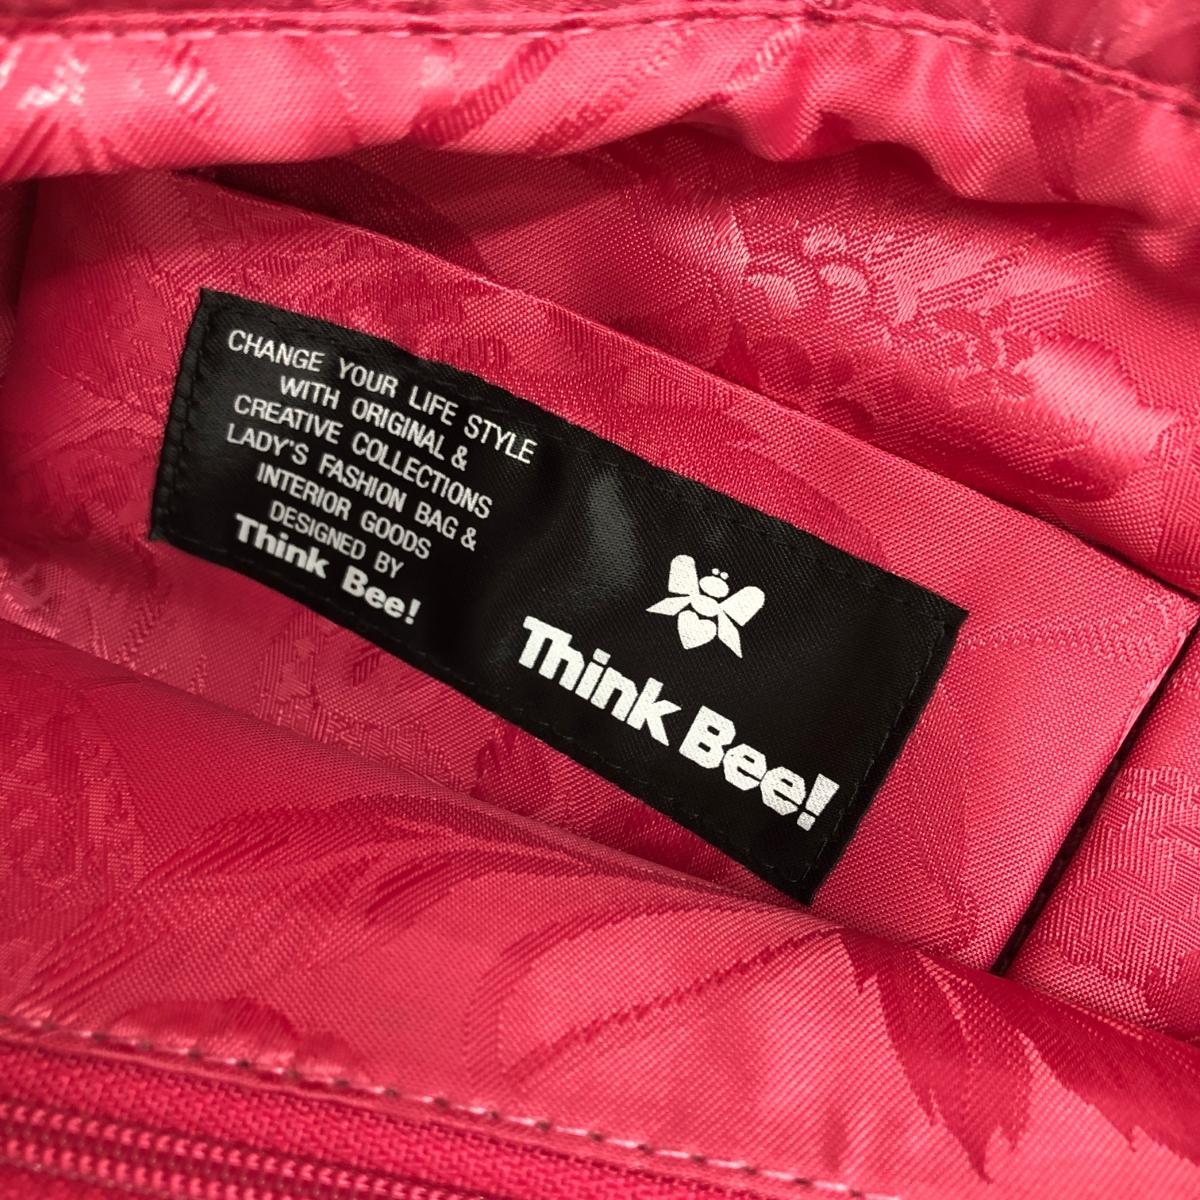 CHANGE YOUR LIFE STYLE
WITH ORIGINAL &
CREATIVE COLLECTIONS
LADY'S FASHION BAG &
INTERIOR GOODS
DESIGNED BY
Think Bee!
Think Bee!